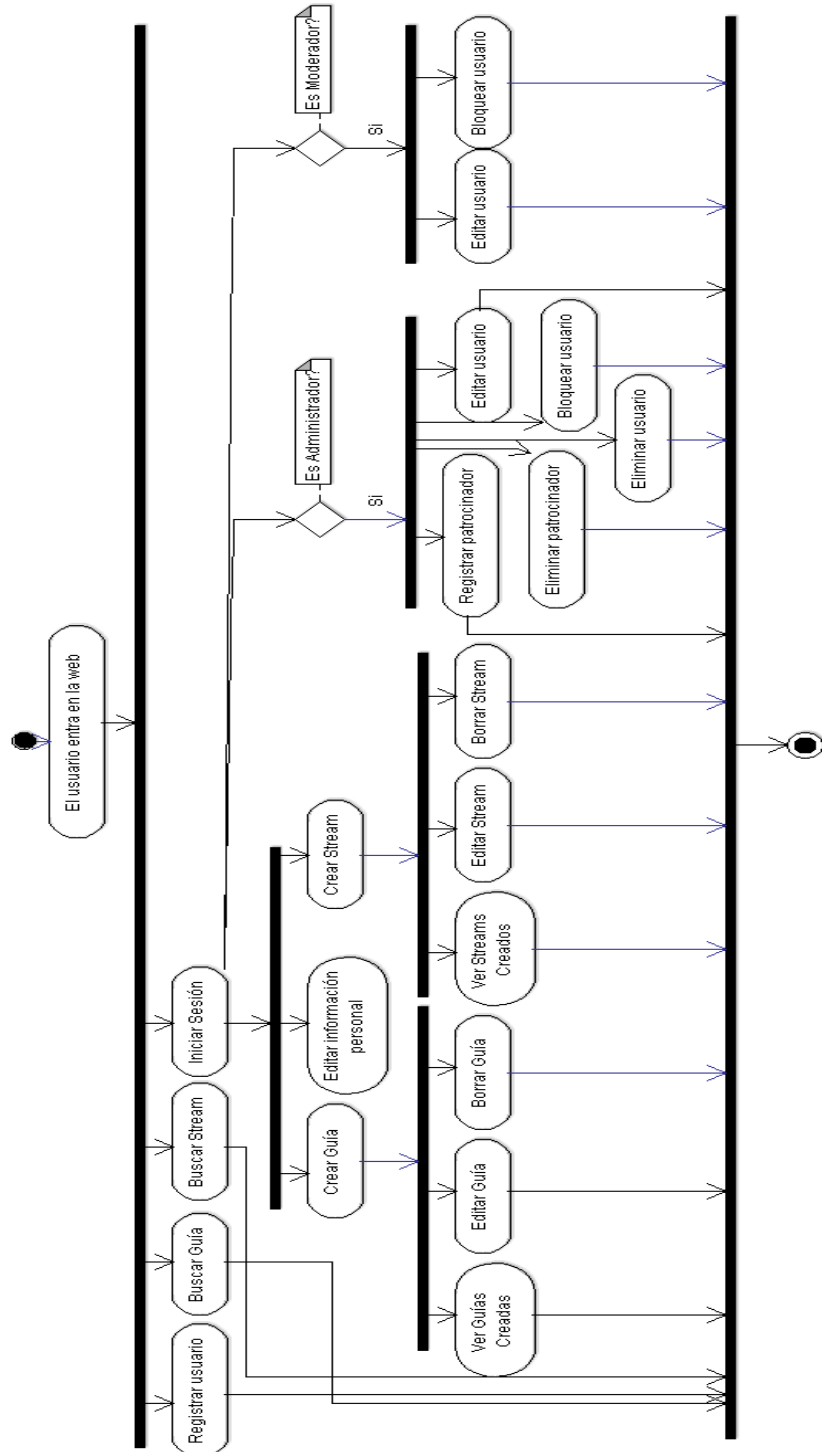 El usuario entra en la web
Registrar usuario
Buscar Guía
Buscar Stream
Iniciar Sesión
Crear Guía
Editar información
personal
Crear Stream
Es Administrador?
Es Moderador?
Si
Si
Ver Guías
Creadas
Editar Guía
Borrar Guía
Ver Streams
Creados
Editar Stream
Borrar Stream
Registrar patrocinador
Editar usuario
Eliminar patrocinador
Bloquear usuario
Eliminar usuario
Editar usuario
Bloquear usuario